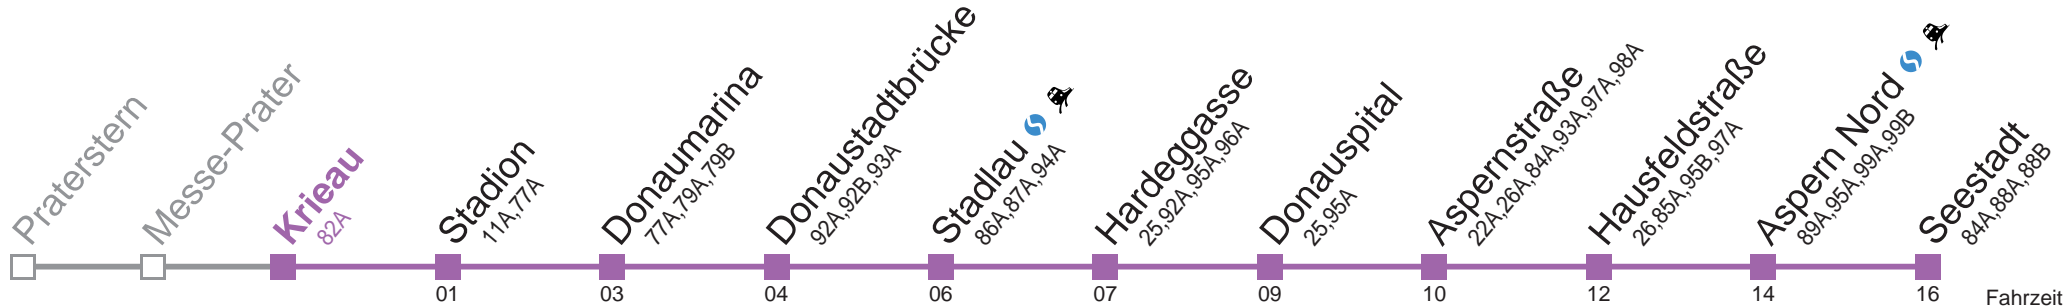 Praterstern
Messe-Prater
Krieau
82A
Stadion
11A,77A
Donaumarina
77A,79A,79B
Donaustadtbrücke
92A,92B,93A
Stadlau
86A,87A,94A
Hardeggasse
25,92A,95A,96A
Donauspital
25,95A
Aspernstraße
22A,26A,84A,93A,97A,98A
Hausfeldstraße
26,85A,95B,97A
Aspern Nord
89A,95A,99A,99B
Seestadt
84A,88A,88B
01 03 04 06 07 09 10 12 14 16 Fahrzeit